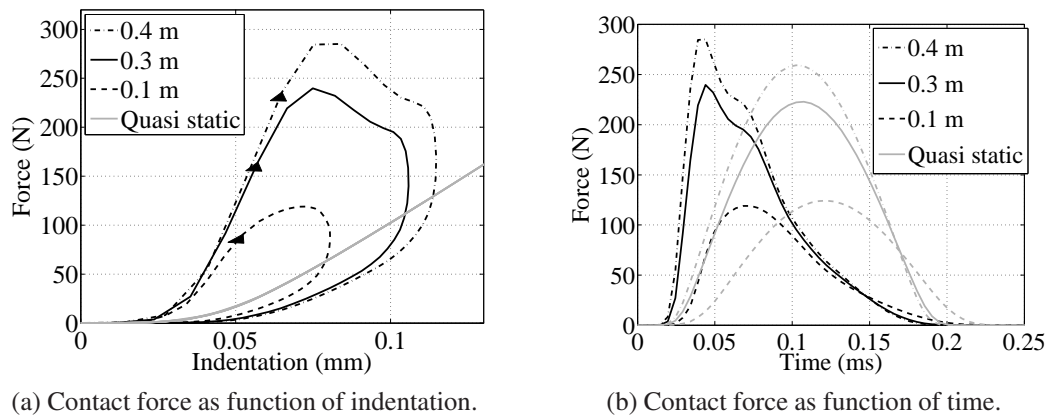 300
250
200
150
100
50
0
Force (N)
0.4 m
0.3 m
0.1 m
Quasi static
0
0.05
0.1
Indentation (mm)
(a) Contact force as function of indentation.
300
250
200
150
100
50
0
Force (N)
0.4 m
0.3 m
0.1 m
Quasi static
0
0.05
0.1
0.15
0.2
0.25
Time (ms)
(b) Contact force as function of time.